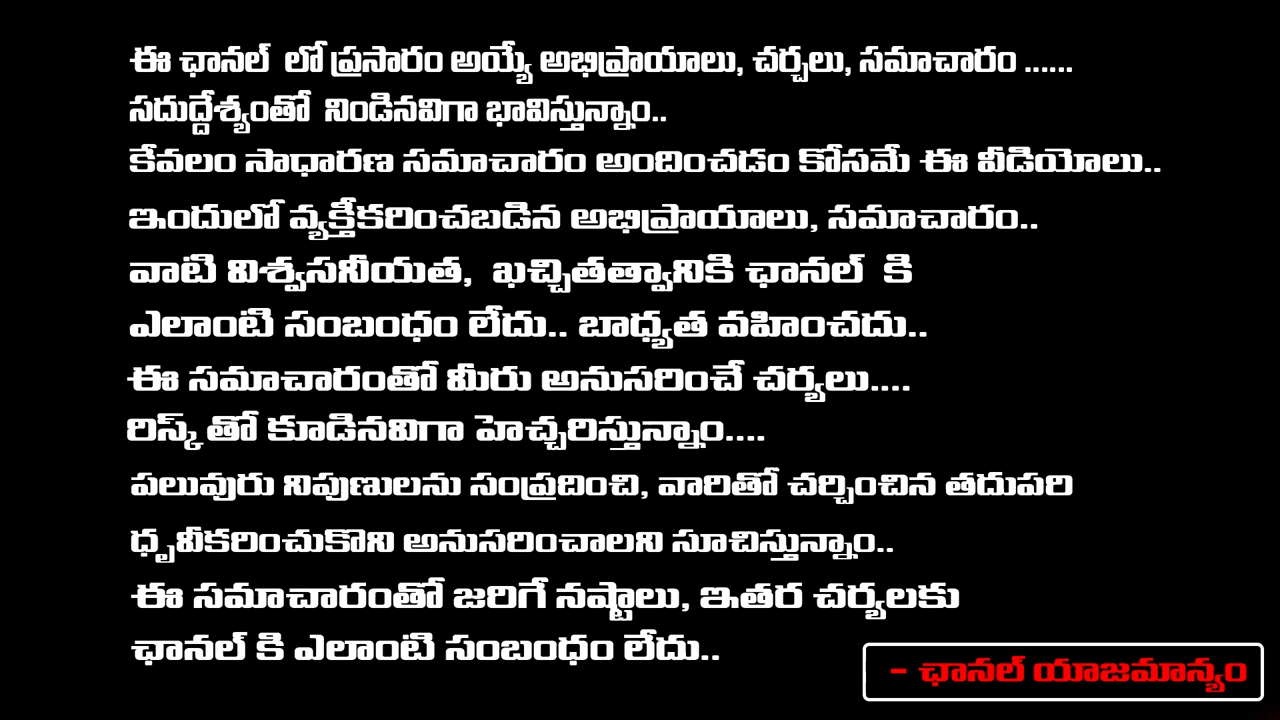 ఈ ఛానల్ లో ప్రసారం అయ్యే అభిప్రాయాలు, చర్చలు, సమాచారం ......
సదుద్దేశ్యంతో నిండినవిగా భావిస్తున్నాం..
కేవలం సాధారణ సమాచారం అందించడం కోసమే ఈ వీడియోలు..
ఇందులో వ్యక్తీకరించబడిన అభిప్రాయాలు, సమాచారం..
వాటి విశ్వసనీయత, ఖచ్చితత్వానికి ఛానల్ కి
ఎలాంటి సంబంధం లేదు.. బాధ్యత వహించదు..
ఈ సమాచారంతో మీరు అనుసరించే చర్యలు....
రిస్క్ తో కూడినవిగా హెచ్చరిస్తున్నాం....
పలువురు నిపుణులను సంప్రదించి, వారితో చర్చించిన తదుపరి
ధృవీకరించుకొని అనుసరించాలని సూచిస్తున్నాం..
ఈ సమాచారంతో జరిగే నష్టాలు, ఇతర చర్యలకు
ఛానల్ కి ఎలాంటి సంబంధం లేదు..
- ఛానల్ యాజమాన్యం